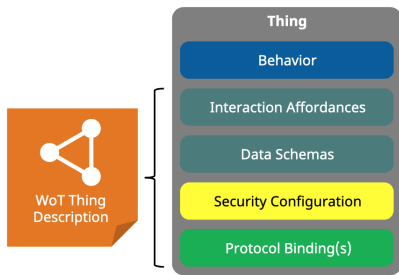 Thing
Behavior
Interaction Affordances
Data Schemas
Security Configuration
Protocol Binding(s)
WoT Thing
Description